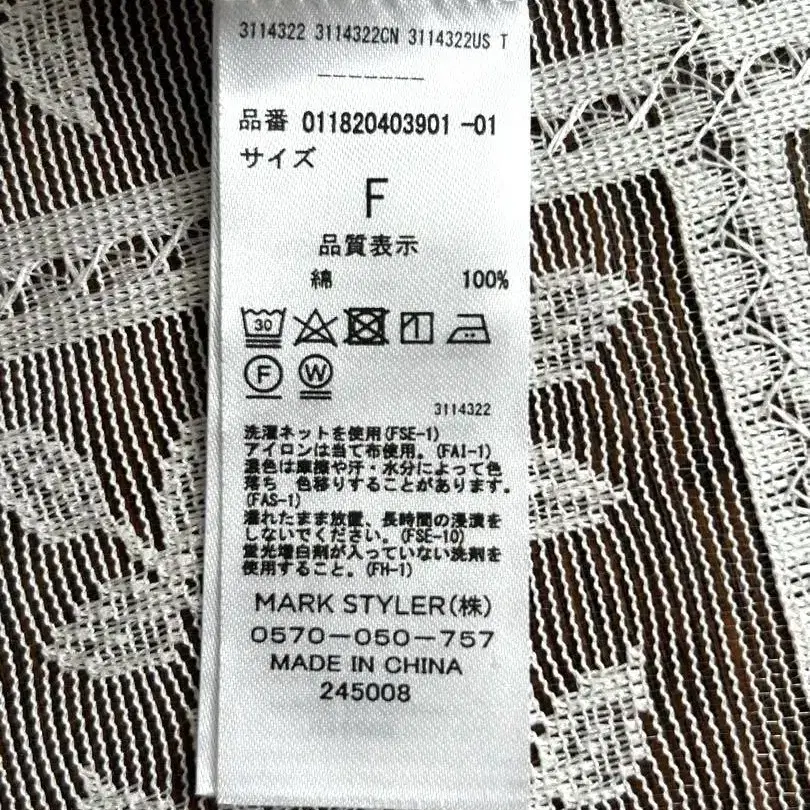 3114322 3114322CN 3114322US T
-------
品番 011820403901 -01
サイズ
F
品質表示
綿 100%
30
F W
3114322
洗濯ネットを使用(FSE-1)
アイロンは当て布使用。(FAI-1)
濃色は摩擦や汗・水分によって色
落ち 色移りすることがあります。
(FAS-1)
濡れたまま放置、長時間の浸漬を
しないでください。(FSE-10)
蛍光増白剤が入っていない洗剤を
使用すること。(FH-1)
MARK STYLER(株)
0570-050-757
MADE IN CHINA
245008